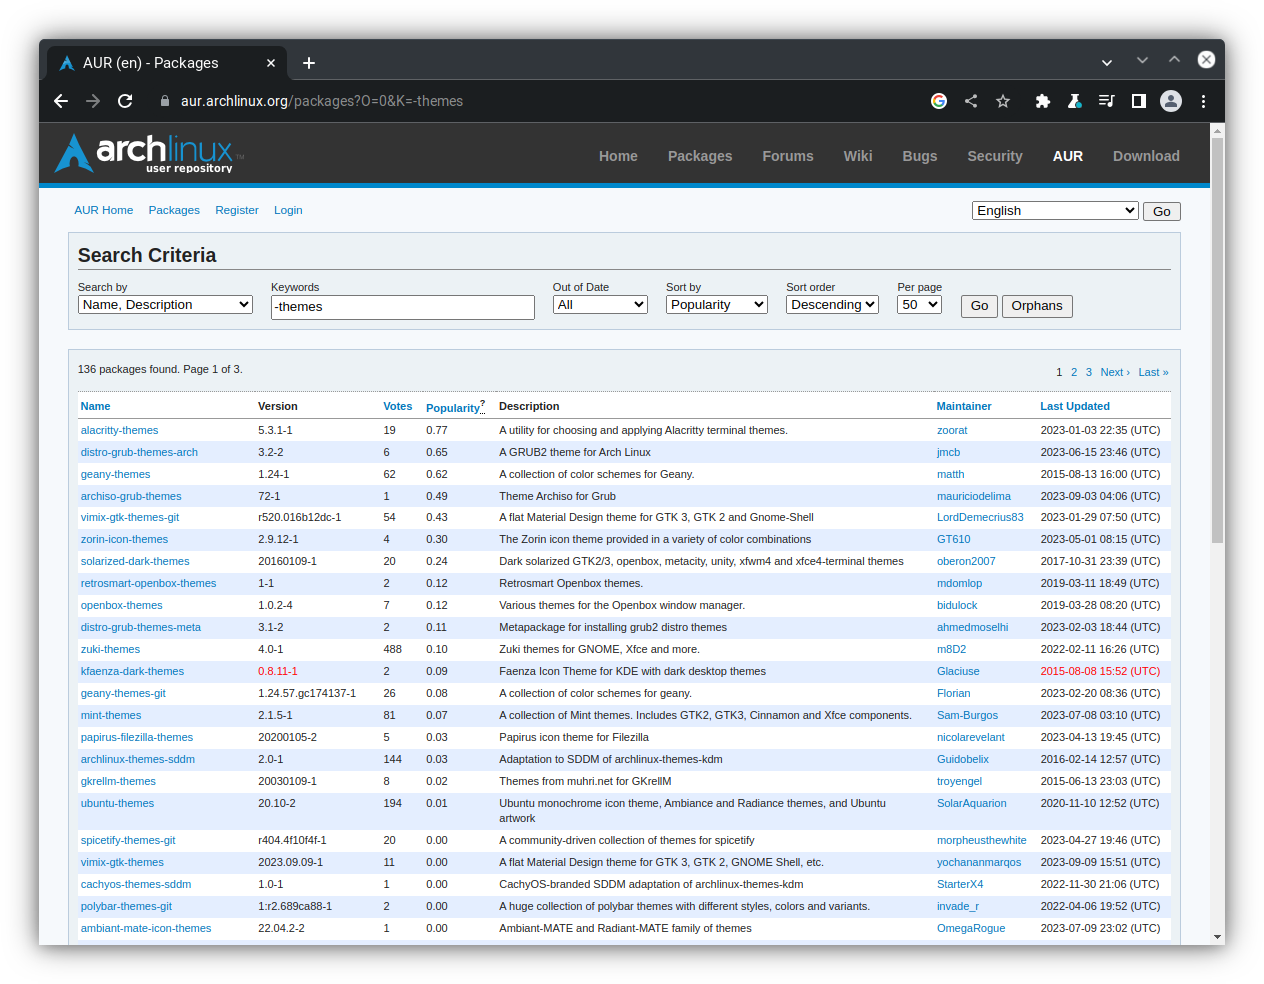 AUR (en) - Packages
aur.archlinux.org/packages?O=0&K=-themes
archlinux™
user repository
Home Packages Forums Wiki Bugs Security AUR Download
AUR Home Packages Register Login English Go
Search Criteria
Search by Keywords Out of Date Sort by Sort order Per page
Name, Description -themes All Popularity Descending 50 Go Orphans
136 packages found. Page 1 of 3. 1 2 3 Next › Last »
Name Version Votes Popularity? Description Maintainer Last Updated
alacritty-themes 5.3.1-1 19 0.77 A utility for choosing and applying Alacritty terminal themes. zoorat 2023-01-03 22:35 (UTC)
distro-grub-themes-arch 3.2-2 6 0.65 A GRUB2 theme for Arch Linux jmcb 2023-06-15 23:46 (UTC)
geany-themes 1.24-1 62 0.62 A collection of color schemes for Geany. matth 2015-08-13 16:00 (UTC)
archiso-grub-themes 72-1 1 0.49 Theme Archiso for Grub mauriciodelima 2023-09-03 04:06 (UTC)
vimix-gtk-themes-git r520.016b12dc-1 54 0.43 A flat Material Design theme for GTK 3, GTK 2 and Gnome-Shell LordDemecrius83 2023-01-29 07:50 (UTC)
zorin-icon-themes 2.9.12-1 4 0.30 The Zorin icon theme provided in a variety of color combinations GT610 2023-05-01 08:15 (UTC)
solarized-dark-themes 20160109-1 20 0.24 Dark solarized GTK2/3, openbox, metacity, unity, xfwm4 and xfce4-terminal themes oberon2007 2017-10-31 23:39 (UTC)
retrosmart-openbox-themes 1-1 2 0.12 Retrosmart Openbox themes. mdomlop 2019-03-11 18:49 (UTC)
openbox-themes 1.0.2-4 7 0.12 Various themes for the Openbox window manager. bidulock 2019-03-28 08:20 (UTC)
distro-grub-themes-meta 3.1-2 2 0.11 Metapackage for installing grub2 distro themes ahmedmoselhi 2023-02-03 18:44 (UTC)
zuki-themes 4.0-1 488 0.10 Zuki themes for GNOME, Xfce and more. m8D2 2022-02-11 16:26 (UTC)
kfaenza-dark-themes 0.8.11-1 2 0.09 Faenza Icon Theme for KDE with dark desktop themes Glaciuse 2015-08-08 15:52 (UTC)
geany-themes-git 1.24.57.gc174137-1 26 0.08 A collection of color schemes for geany. Florian 2023-02-20 08:36 (UTC)
mint-themes 2.1.5-1 81 0.07 A collection of Mint themes. Includes GTK2, GTK3, Cinnamon and Xfce components. Sam-Burgos 2023-07-08 03:10 (UTC)
papirus-filezilla-themes 20200105-2 5 0.03 Papirus icon theme for Filezilla nicolarevelant 2023-04-13 19:45 (UTC)
archlinux-themes-sddm 2.0-1 144 0.03 Adaptation to SDDM of archlinux-themes-kdm Guidobelix 2016-02-14 12:57 (UTC)
gkrellm-themes 20030109-1 8 0.02 Themes from muhri.net for GKrellM troyengel 2015-06-13 23:03 (UTC)
ubuntu-themes 20.10-2 194 0.01 Ubuntu monochrome icon theme, Ambiance and Radiance themes, and Ubuntu SolarAquarion 2020-11-10 12:52 (UTC)
artwork
spicetify-themes-git r404.4f10f4f-1 20 0.00 A community-driven collection of themes for spicetify morpheusthewhite 2023-04-27 19:46 (UTC)
vimix-gtk-themes 2023.09.09-1 11 0.00 A flat Material Design theme for GTK 3, GTK 2, GNOME Shell, etc. yochananmarqos 2023-09-09 15:51 (UTC)
cachyos-themes-sddm 1.0-1 1 0.00 CachyOS-branded SDDM adaptation of archlinux-themes-kdm StarterX4 2022-11-30 21:06 (UTC)
polybar-themes-git 1:r2.689ca88-1 2 0.00 A huge collection of polybar themes with different styles, colors and variants. invade_r 2022-04-06 19:52 (UTC)
ambiant-mate-icon-themes 22.04.2-2 1 0.00 Ambiant-MATE and Radiant-MATE family of themes OmegaRogue 2023-07-09 23:02 (UTC)